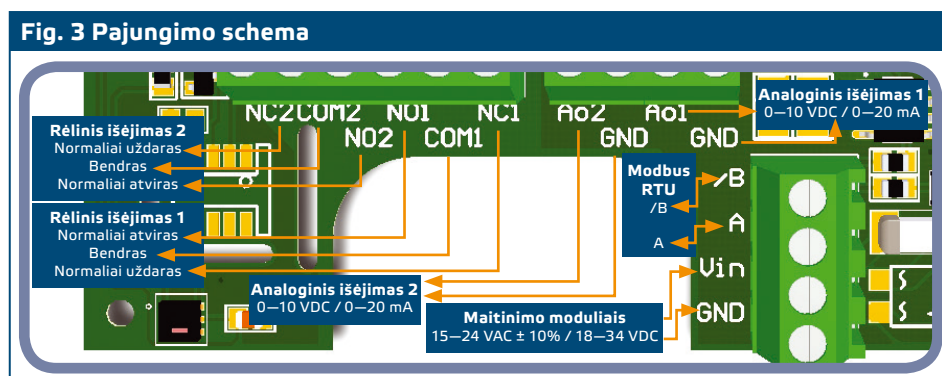 Fig. 3 Pajungimo schema
NC2 COM2 NO1 NC1 Ao2 Ao1
NO2 COM1 GND GND
Analoginis išėjimas 1
0—10 VDC / 0—20 mA
Rėlinis išėjimas 2
Normaliai uždaras
Bendras
Normaliai atviras
Rėlinis išėjimas 1
Normaliai atviras
Bendras
Normaliai uždaras
Analoginis išėjimas 2
0—10 VDC / 0—20 mA
Modbus
RTU
/B
A
/B
A
Vin
GND
Maitinimo moduliais
15—24 VAC ± 10% / 18—34 VDC